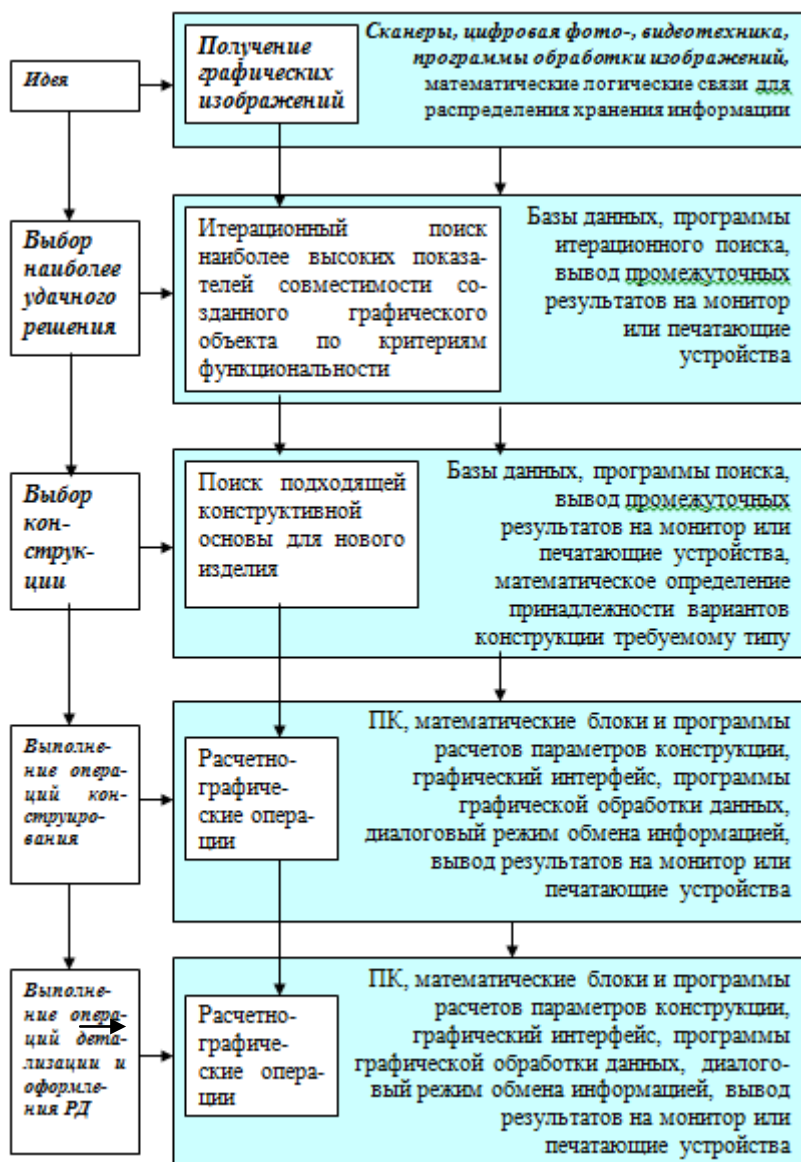 Идея
Получение
графических
изображений
Сканеры, цифровая фото-, видеотехника,
программы обработки изображений,
математические логические связи для
распределения хранения информации
Выбор
наиболее
удачного
решения
Итерационный поиск
наиболее высоких показа-
телей совместимости со-
зданного графического
объекта по критериям
функциональности
Базы данных, программы
итерационного поиска,
вывод промежуточных
результатов на монитор
или печатающие
устройства
Выбор
кон-
струк-
ции
Поиск подходящей
конструктивной
основы для нового
изделия
Базы данных, программы поиска,
вывод промежуточных
результатов на монитор или
печатающие устройства,
математическое определение
принадлежности вариантов
конструкции требуемому типу
Выполне-
ние опера-
ций кон-
струиро-
вания
Расчетно-
графиче-
ские опера-
ции
ПК, математические блоки и программы
расчетов параметров конструкции,
графический интерфейс, программы
графической обработки данных,
диалоговый режим обмена информацией,
вывод результатов на монитор или
печатающие устройства
Выполне-
ние опера-
ций дета-
лизации и
оформле-
ния РД
Расчетно-
графиче-
ские опера-
ции
ПК, математические блоки и программы
расчетов параметров конструкции,
графический интерфейс, программы
графической обработки данных, диалого-
вый режим обмена информацией, вывод
результатов на монитор или
печатающие устройства